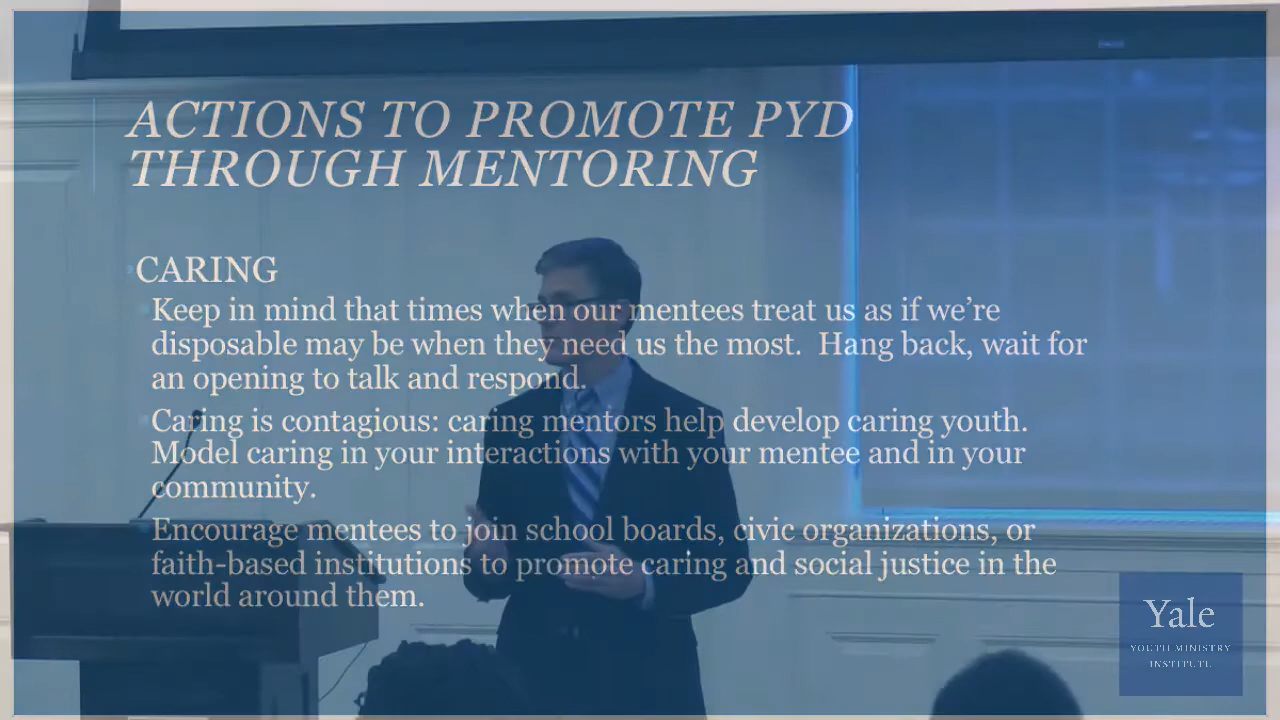 ACTIONS TO PROMOTE PYD
THROUGH MENTORING
CARING
Keep in mind that times when our mentees treat us as if we're
disposable may be when they need us the most.  Hang back, wait for
an opening to talk and respond.
Caring is contagious: caring mentors help develop caring youth.
Model caring in your interactions with your mentee and in your
community.
Encourage mentees to join school boards, civic organizations, or
faith-based institutions to promote caring and social justice in the
world around them.
Yale
YOUTH MINISTRY
INSTITUTE